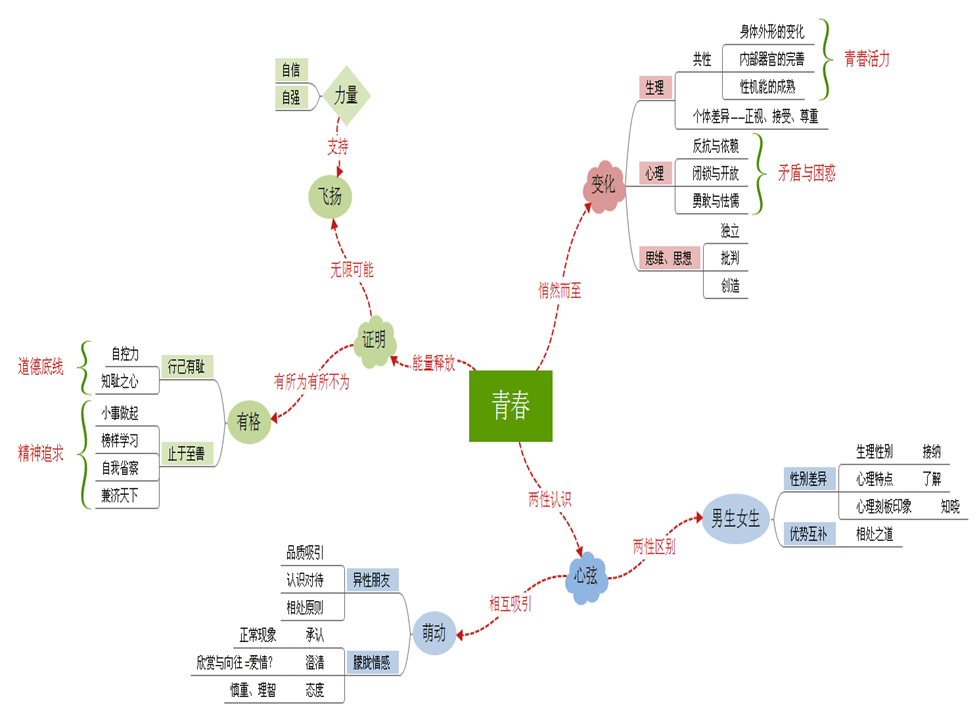 青春
悄然而至
变化
生理
共性
身体外形的变化
内部器官的完善
性机能的成熟
青春活力
个体差异——正视、接受、尊重
心理
反抗与依赖
闭锁与开放
勇敢与怯懦
矛盾与困惑
思维、思想
独立
批判
创造
能量释放
证明
无限可能
飞扬
支持
力量
自信
自强
有所为有所不为
有格
行己有耻
自控力
知耻之心
道德底线
止于至善
小事做起
榜样学习
自我省察
兼济天下
精神追求
两性认识
心弦
两性区别
男生女生
性别差异
生理性别 接纳
心理特点 了解
心理刻板印象 知晓
优势互补
相处之道
相互吸引
萌动
异性朋友
品质吸引
认识对待
相处原则
朦胧情感
正常现象 承认
欣赏与向往=爱情? 澄清
慎重、理智 态度